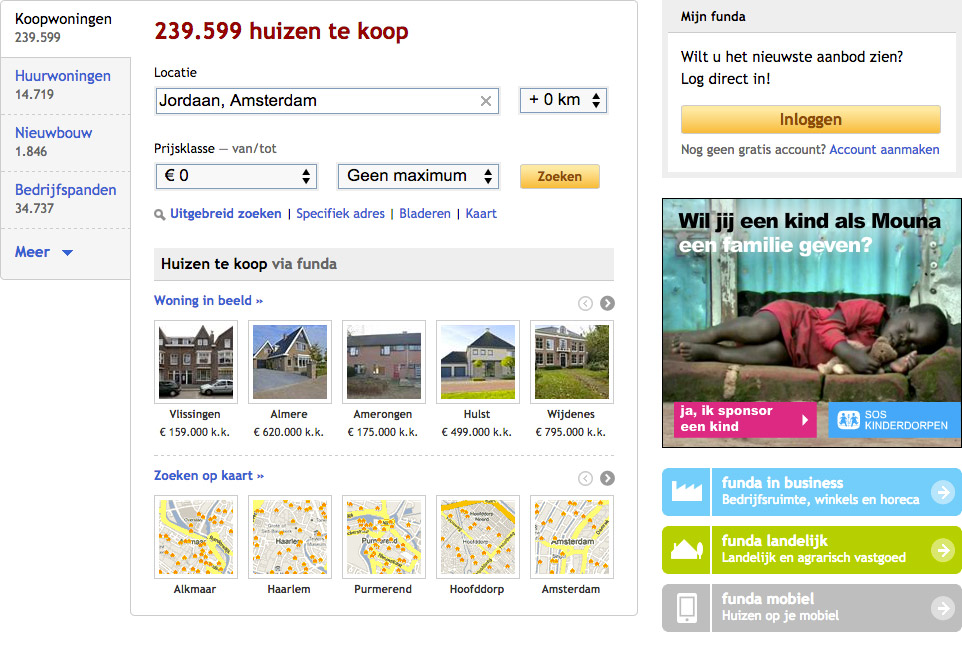 Koopwoningen
239.599
Huurwoningen
14.719
Nieuwbouw
1.846
Bedrijfspanden
34.737
Meer
239.599 huizen te koop
Locatie
Jordaan, Amsterdam
+ 0 km
Prijsklasse — van/tot
€ 0
Geen maximum
Zoeken
Uitgebreid zoeken | Specifiek adres | Bladeren | Kaart
Huizen te koop via funda
Woning in beeld »
Vlissingen
€ 159.000 k.k.
Almere
€ 620.000 k.k.
Amerongen
€ 175.000 k.k.
Hulst
€ 499.000 k.k.
Wijdenes
€ 795.000 k.k.
Zoeken op kaart »
Haarle
Purmerend
Hoofddorp
Noord
Hoofddorp
Amsterdam
Alkmaar
Haarlem
Purmerend
Hoofddorp
Amsterdam
Mijn funda
Wilt u het nieuwste aanbod zien?
Log direct in!
Inloggen
Nog geen gratis account? Account aanmaken
Wil jij een kind als Mouna
een familie geven?
ja, ik sponsor
een kind
SOS
KINDERDORPEN
funda in business
Bedrijfsruimte, winkels en horeca
funda landelijk
Landelijk en agrarisch vastgoed
funda mobiel
Huizen op je mobiel